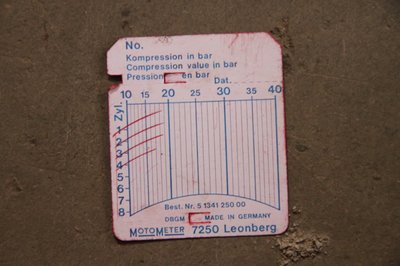 No.
Kompression in bar
Compression value in bar
Pression en bar Dat.
10 15 20 30 40
Zyl.
1
2
3
4
5
6
7
8
Best. Nr. 5 1341 250 00
DBGM MADE IN GERMANY
MOTOMETER 7250 Leonberg